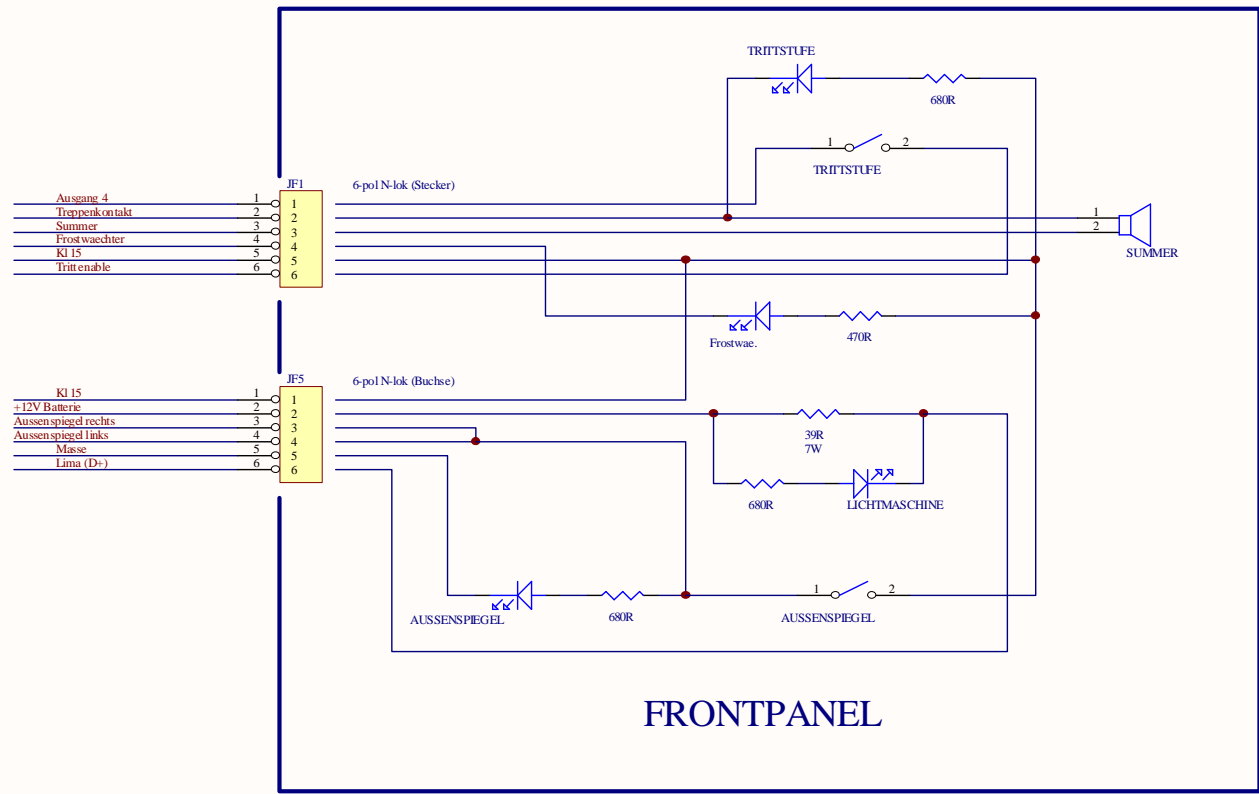 TRITTSTUFE
680R
1 2
TRITTSTUFE
JF1 6-pol N-lok (Stecker)
Ausgang 4 1 1
Treppenkontakt 2 2
Summer 3 3
Frostwaechter 4 4
Kl 15 5 5
Trittenable 6 6
1
2
SUMMER
Frostwae.
470R
JF5 6-pol N-lok (Buchse)
Kl 15 1 1
+12V Batterie 2 2
Aussenspiegel rechts 3 3
Aussenspiegel links 4 4
Masse 5 5
Lima (D+) 6 6
39R
7W
680R
LICHTMASCHINE
1 2
AUSSENSPIEGEL
680R
AUSSENSPIEGEL
FRONTPANEL